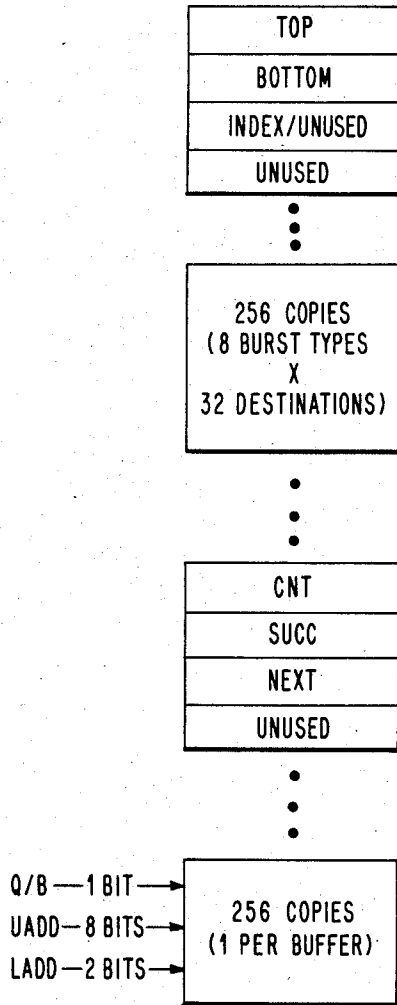 TOP
BOTTOM
INDEX/UNUSED
UNUSED
256 COPIES
(8 BURST TYPES
X
32 DESTINATIONS)
CNT
SUCC
NEXT
UNUSED
Q/B—1 BIT
UADD—8 BITS
LADD—2 BITS
256 COPIES
(1 PER BUFFER)